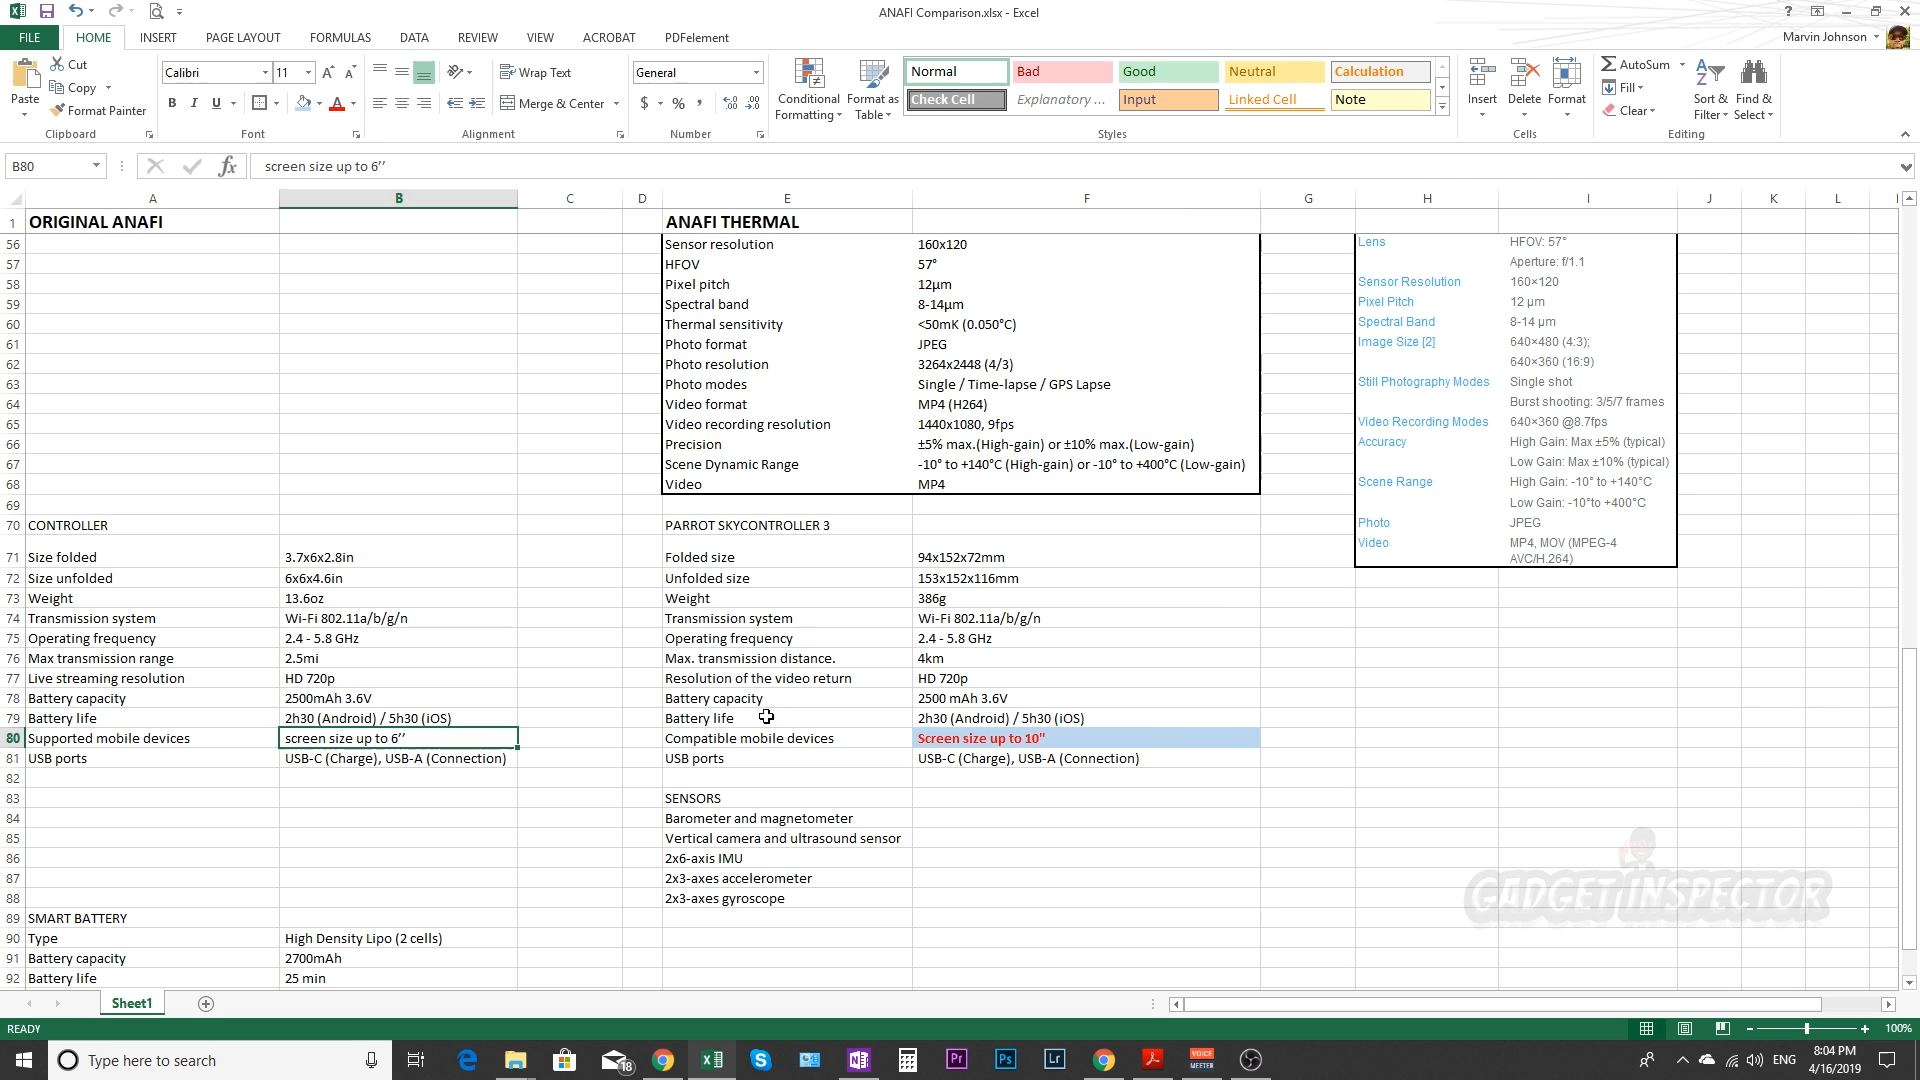 ANAFI Comparison.xlsx - Excel
FILE HOME INSERT PAGE LAYOUT FORMULAS DATA REVIEW VIEW ACROBAT PDFelement Marvin Johnson
Paste Cut Calibri 11 Wrap Text General Conditional Formatting Format as Table Normal Bad Good Neutral Calculation Insert Delete Format AutoSum Sort & Filter Find & Select
Copy Fill
Format Painter B I U Merge & Center $ % Check Cell Explanatory ... Input Linked Cell Note Clear
Clipboard Font Alignment Number Styles Cells Editing
B80 fx screen size up to 6’’
A B C D E F G H I J K L
1 ORIGINAL ANAFI ANAFI THERMAL
56 Sensor resolution 160x120 Lens HFOV: 57°
57 HFOV 57° Aperture: f/1.1
58 Pixel pitch 12µm Sensor Resolution 160×120
59 Spectral band 8-14µm Pixel Pitch 12 µm
60 Thermal sensitivity <50mK (0.050°C) Spectral Band 8-14 µm
61 Photo format JPEG Image Size [2] 640×480 (4:3);
62 Photo resolution 3264x2448 (4/3) 640×360 (16:9)
63 Photo modes Single / Time-lapse / GPS Lapse Still Photography Modes Single shot
64 Video format MP4 (H264) Burst shooting: 3/5/7 frames
65 Video recording resolution 1440x1080, 9fps Video Recording Modes 640×360 @8.7fps
66 Precision ±5% max.(High-gain) or ±10% max.(Low-gain) Accuracy High Gain: Max ±5% (typical)
67 Scene Dynamic Range -10° to +140°C (High-gain) or -10° to +400°C (Low-gain) Low Gain: Max ±10% (typical)
68 Video MP4 Scene Range High Gain: -10° to +140°C
69 Low Gain: -10°to +400°C
70 CONTROLLER PARROT SKYCONTROLLER 3 Photo JPEG
Video MP4, MOV (MPEG-4
71 Size folded 3.7x6x2.8in Folded size 94x152x72mm AVC/H.264)
72 Size unfolded 6x6x4.6in Unfolded size 153x152x116mm
73 Weight 13.6oz Weight 386g
74 Transmission system Wi-Fi 802.11a/b/g/n Transmission system Wi-Fi 802.11a/b/g/n
75 Operating frequency 2.4 - 5.8 GHz Operating frequency 2.4 - 5.8 GHz
76 Max transmission range 2.5mi Max. transmission distance. 4km
77 Live streaming resolution HD 720p Resolution of the video return HD 720p
78 Battery capacity 2500mAh 3.6V Battery capacity 2500 mAh 3.6V
79 Battery life 2h30 (Android) / 5h30 (iOS) Battery life 2h30 (Android) / 5h30 (iOS)
80 Supported mobile devices screen size up to 6’’ Compatible mobile devices Screen size up to 10"
81 USB ports USB-C (Charge), USB-A (Connection) USB ports USB-C (Charge), USB-A (Connection)
82
83 SENSORS
84 Barometer and magnetometer
85 Vertical camera and ultrasound sensor
86 2x6-axis IMU
87 2x3-axes accelerometer
88 2x3-axes gyroscope
GADGET INSPECTOR
89 SMART BATTERY
90 Type High Density Lipo (2 cells)
91 Battery capacity 2700mAh
92 Battery life 25 min
Sheet1
READY 100%
Type here to search 18 Pr Ps Lr VOICE MEETER ENG 8:04 PM
4/16/2019